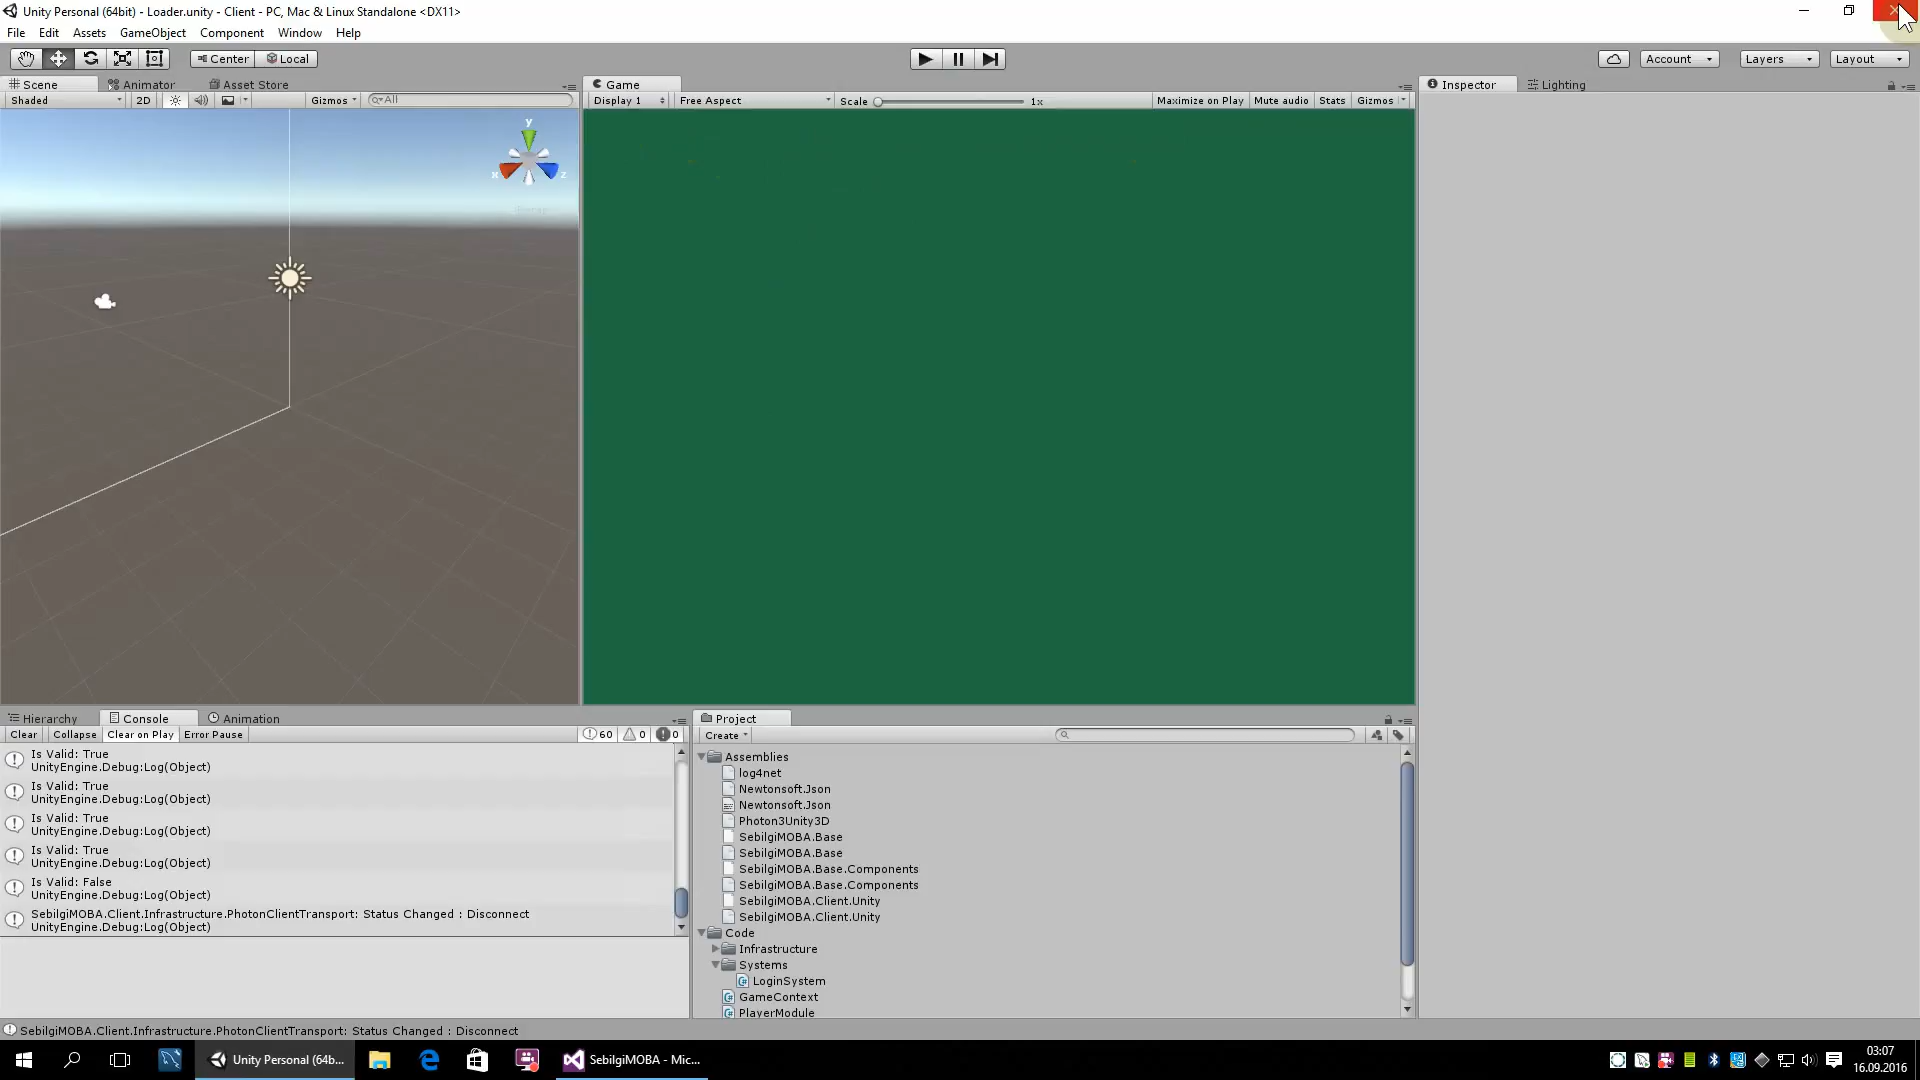 Unity Personal (64bit) - Loader.unity - Client - PC, Mac & Linux Standalone <DX11>
File Edit Assets GameObject Component Window Help
Center Local Account Layers Layout
Scene Animator Asset Store Game Inspector Lighting
Shaded 2D Gizmos All Display 1 Free Aspect Scale 1x Maximize on Play Mute audio Stats Gizmos
y
x z
Hierarchy Console Animation Project
Clear Collapse Clear on Play Error Pause 60 0 0 Create
Is Valid: True
UnityEngine.Debug:Log(Object)
Is Valid: True
UnityEngine.Debug:Log(Object)
Is Valid: True
UnityEngine.Debug:Log(Object)
Is Valid: True
UnityEngine.Debug:Log(Object)
Is Valid: False
UnityEngine.Debug:Log(Object)
SebilgiMOBA.Client.Infrastructure.PhotonClientTransport: Status Changed : Disconnect
UnityEngine.Debug:Log(Object)
Assemblies
log4net
Newtonsoft.Json
Newtonsoft.Json
Photon3Unity3D
SebilgiMOBA.Base
SebilgiMOBA.Base
SebilgiMOBA.Base.Components
SebilgiMOBA.Base.Components
SebilgiMOBA.Client.Unity
SebilgiMOBA.Client.Unity
Code
Infrastructure
Systems
LoginSystem
GameContext
PlayerModule
SebilgiMOBA.Client.Infrastructure.PhotonClientTransport: Status Changed : Disconnect
Unity Personal (64b... SebilgiMOBA - Mic...
03:07
16.09.2016